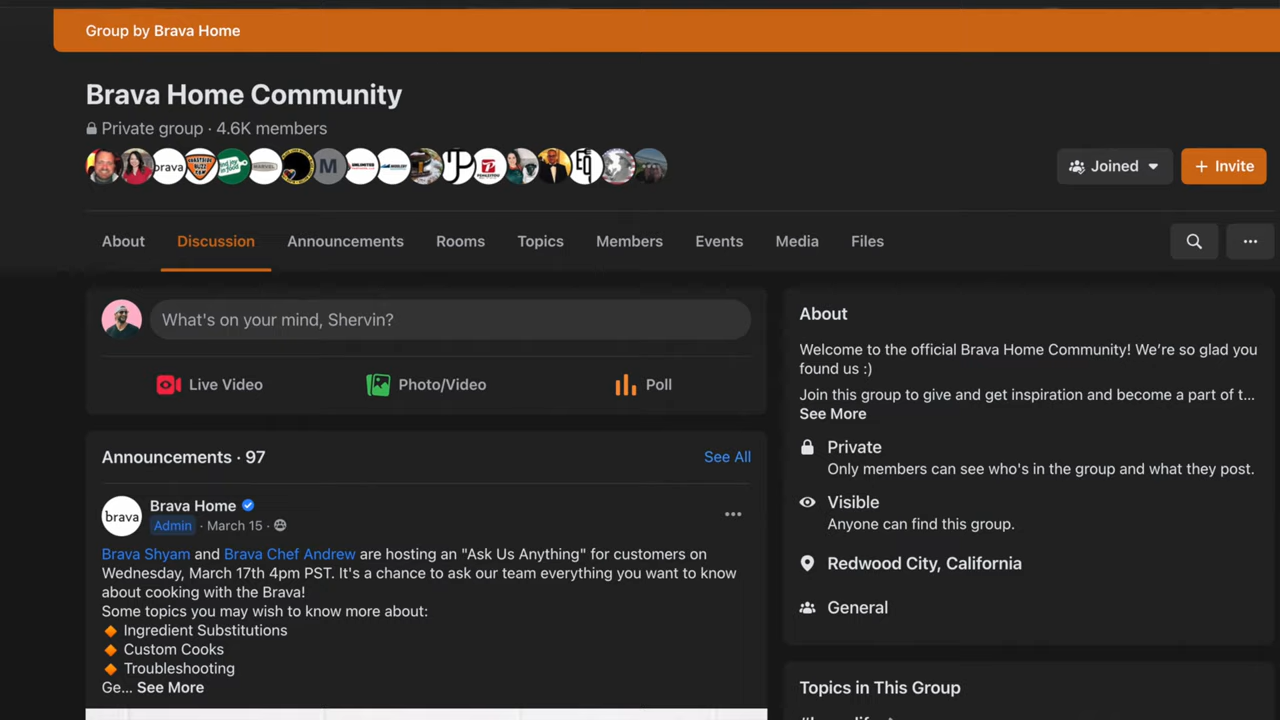 Group by Brava Home
Brava Home Community
Private group · 4.6K members
brava
M
EQ
Joined
+ Invite
About
Discussion
Announcements
Rooms
Topics
Members
Events
Media
Files
What's on your mind, Shervin?
Live Video
Photo/Video
Poll
Announcements · 97
See All
brava
Brava Home
Admin · March 15 ·
Brava Shyam and Brava Chef Andrew are hosting an "Ask Us Anything" for customers on
Wednesday, March 17th 4pm PST. It's a chance to ask our team everything you want to know
about cooking with the Brava!
Some topics you may wish to know more about:
🔶 Ingredient Substitutions
🔶 Custom Cooks
🔶 Troubleshooting
Ge... See More
About
Welcome to the official Brava Home Community! We’re so glad you
found us :)
Join this group to give and get inspiration and become a part of t...
See More
Private
Only members can see who's in the group and what they post.
Visible
Anyone can find this group.
Redwood City, California
General
Topics in This Group